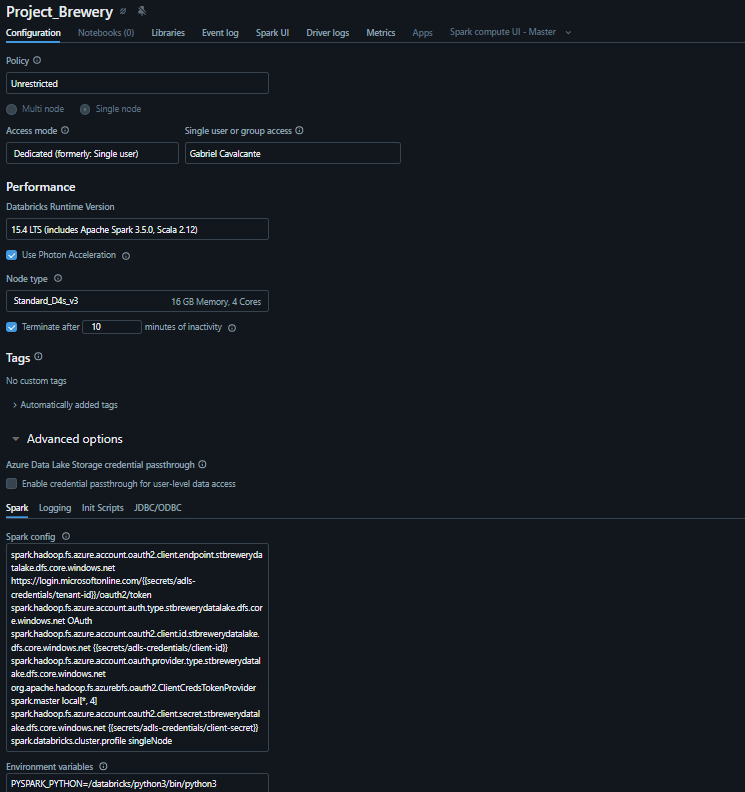 Project_Brewery
Configuration Notebooks (0) Libraries Event log Spark UI Driver logs Metrics Apps Spark compute UI - Master
Policy
Unrestricted
Multi node Single node
Access mode Single user or group access
Dedicated (formerly: Single user) Gabriel Cavalcante
Performance
Databricks Runtime Version
15.4 LTS (includes Apache Spark 3.5.0, Scala 2.12)
Use Photon Acceleration
Node type
Standard_D4s_v3 16 GB Memory, 4 Cores
Terminate after 10 minutes of inactivity
Tags
No custom tags
Automatically added tags
Advanced options
Azure Data Lake Storage credential passthrough
Enable credential passthrough for user-level data access
Spark Logging Init Scripts JDBC/ODBC
Spark config
spark.hadoop.fs.azure.account.oauth2.client.endpoint.stbreweryda
talake.dfs.core.windows.net
https://login.microsoftonline.com/{{secrets/adls-
credentials/tenant-id}}/oauth2/token
spark.hadoop.fs.azure.account.auth.type.stbrewerydatalake.dfs.cor
e.windows.net OAuth
spark.hadoop.fs.azure.account.oauth2.client.id.stbrewerydatalake.
dfs.core.windows.net {{secrets/adls-credentials/client-id}}
spark.hadoop.fs.azure.account.oauth.provider.type.stbrewerydatal
ake.dfs.core.windows.net
org.apache.hadoop.fs.azurebfs.oauth2.ClientCredsTokenProvider
spark.master local[*, 4]
spark.hadoop.fs.azure.account.oauth2.client.secret.stbrewerydatal
ake.dfs.core.windows.net {{secrets/adls-credentials/client-secret}}
spark.databricks.cluster.profile singleNode
Environment variables
PYSPARK_PYTHON=/databricks/python3/bin/python3